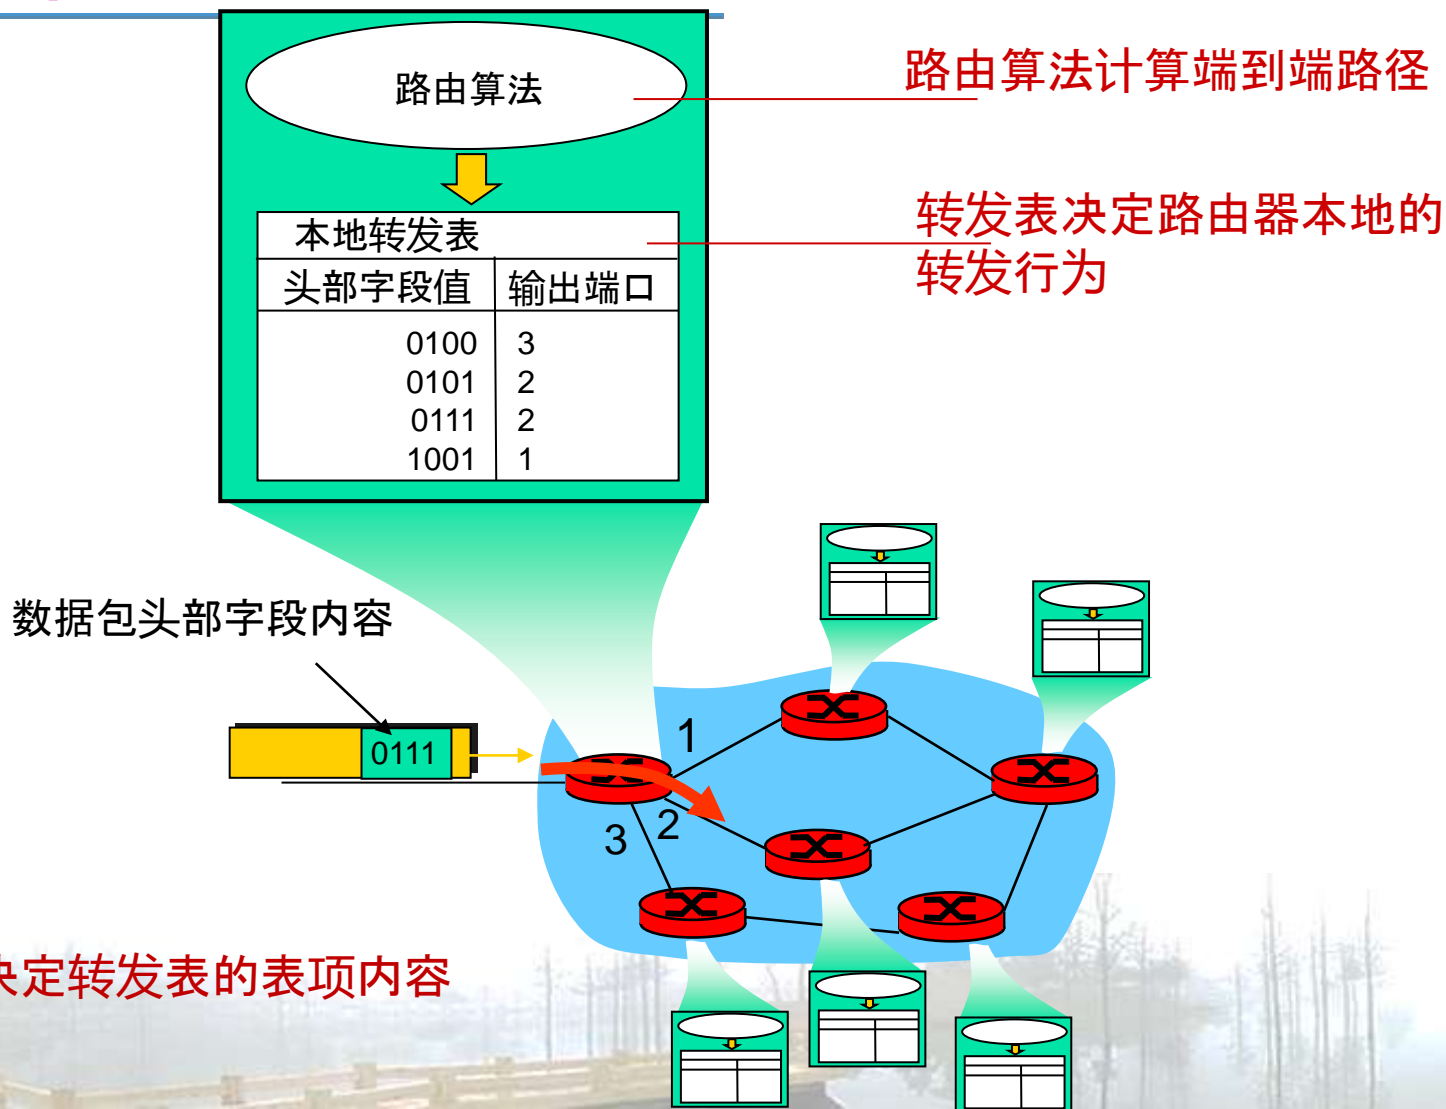 路由算法
路由算法计算端到端路径
转发表决定路由器本地的
转发行为
本地转发表
头部字段值 输出端口
0100 3
0101 2
0111 2
1001 1
数据包头部字段内容
0111
1
2
3
决定转发表的表项内容